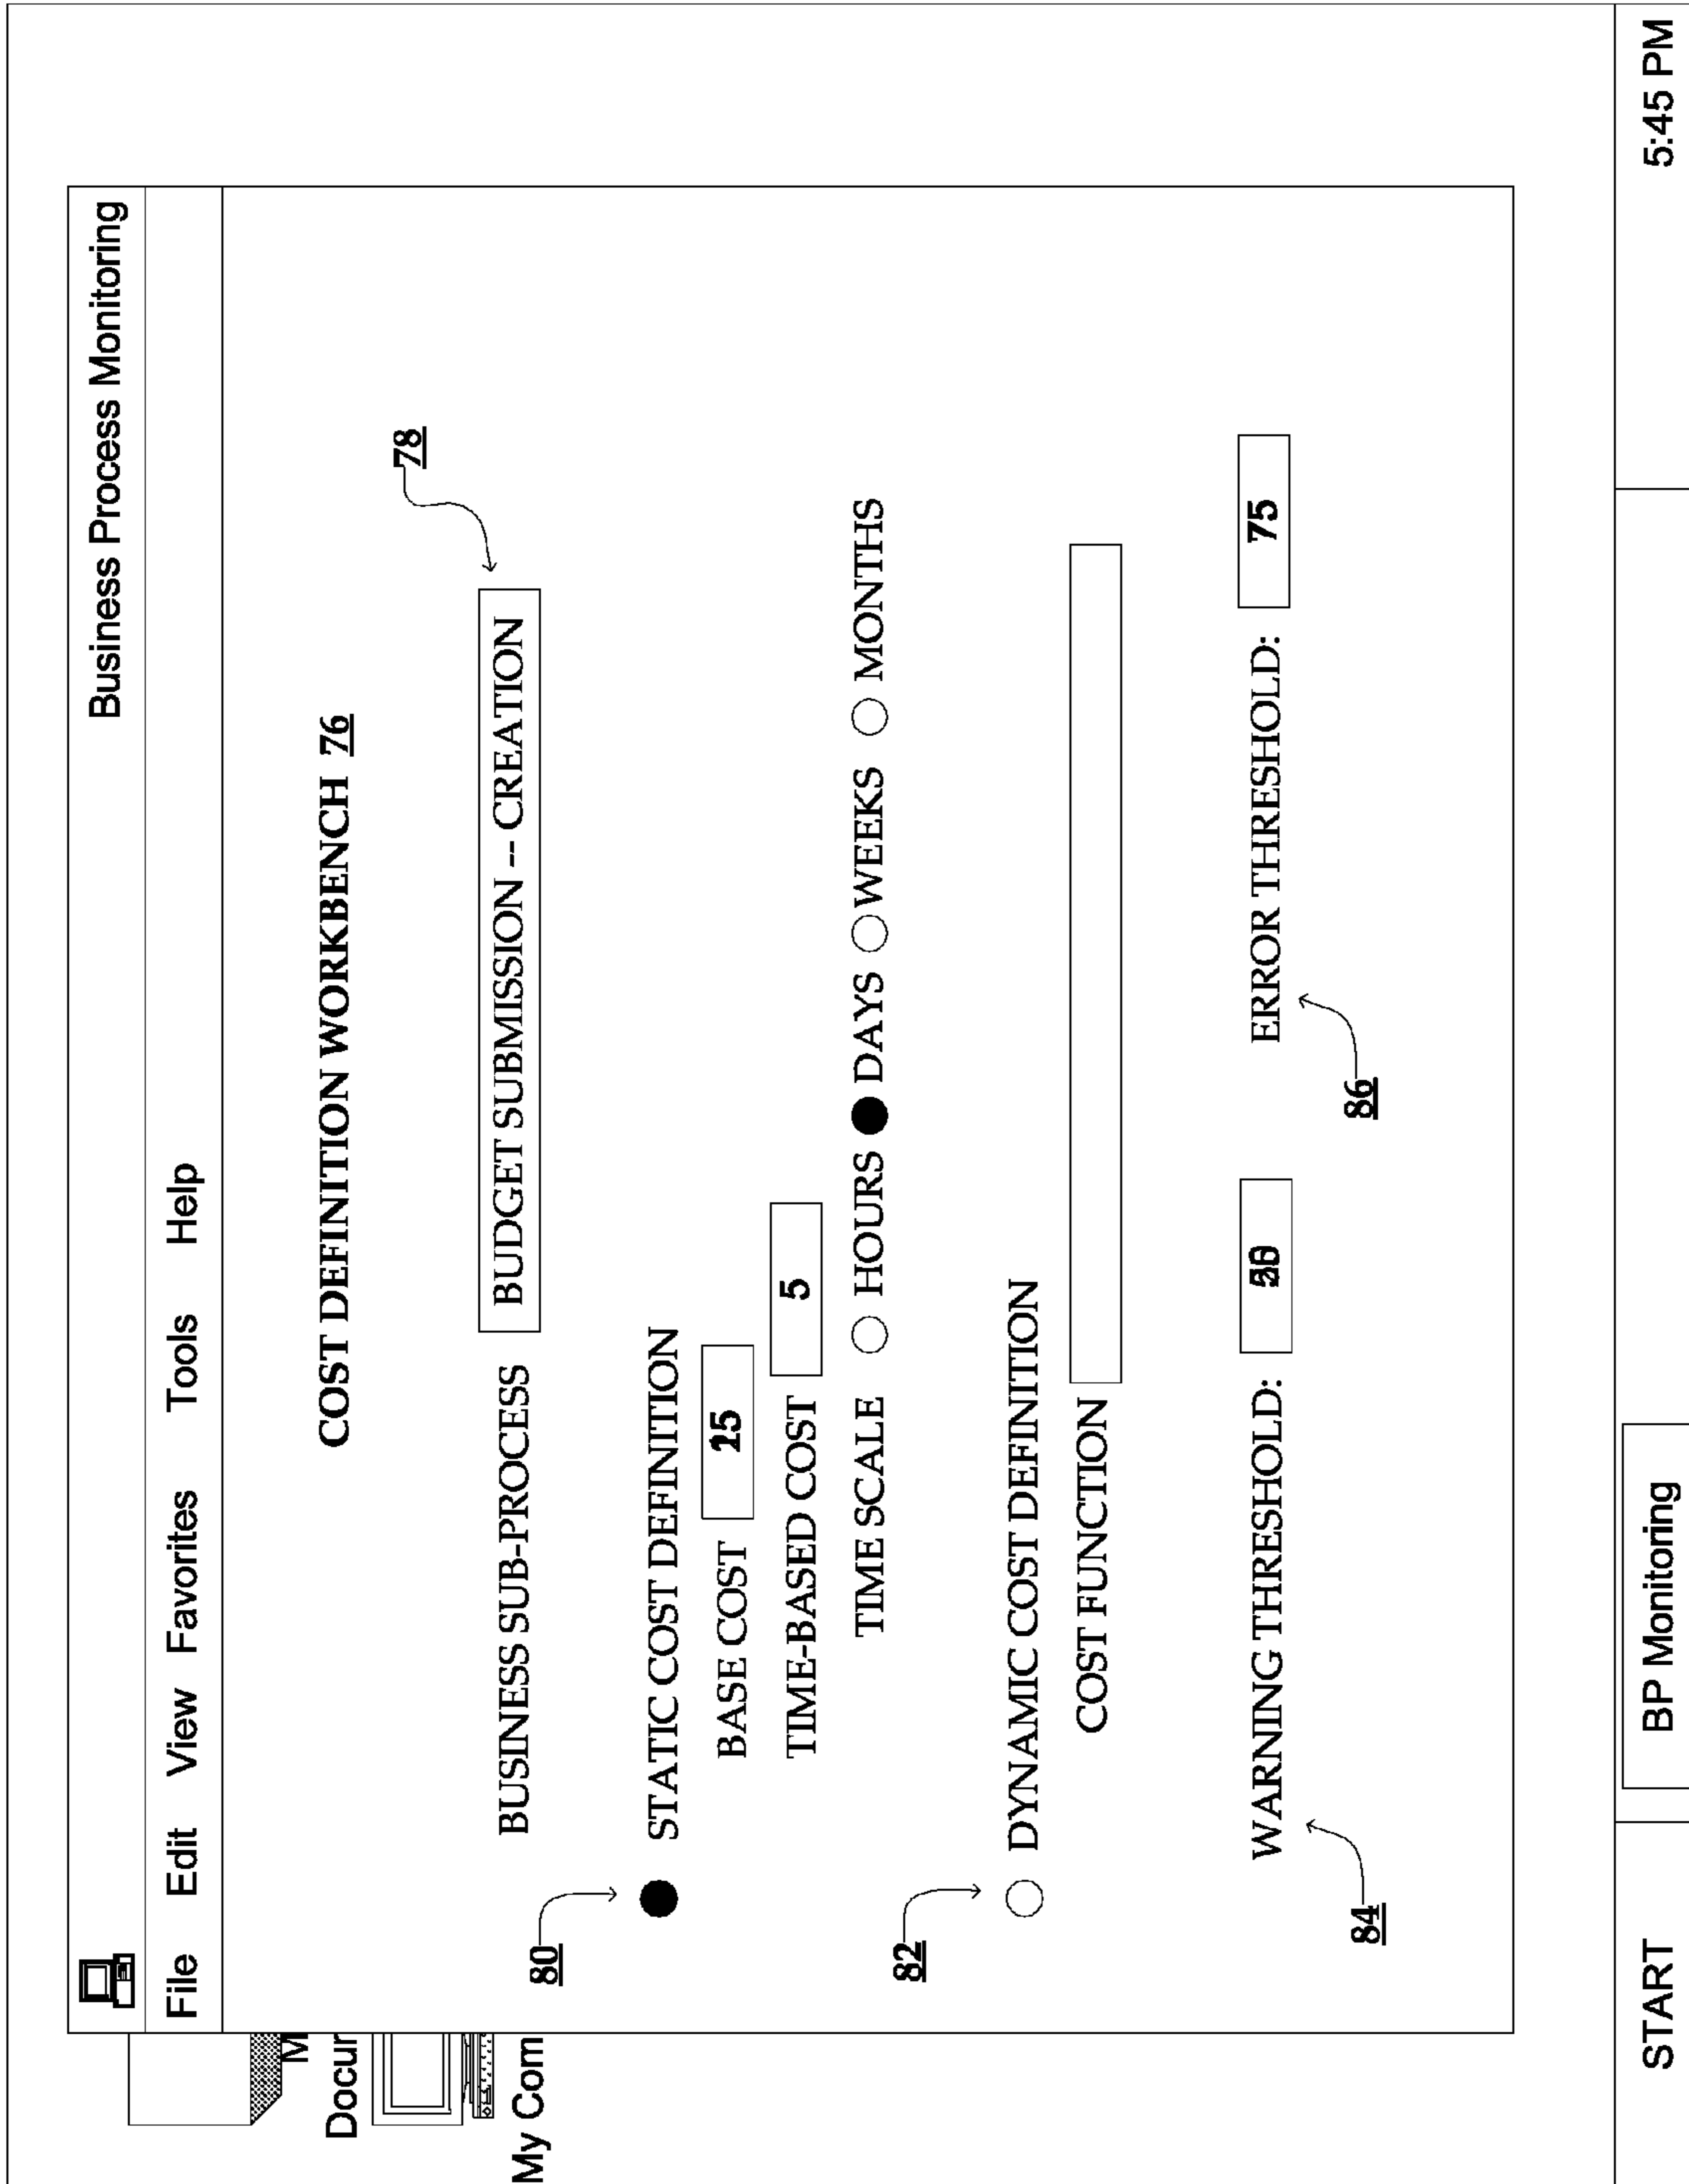 Business Process Monitoring
File Edit View Favorites Tools Help
COST DEFINITION WORKBENCH 76
78
BUSINESS SUB-PROCESS BUDGET SUBMISSION -- CREATION
80
STATIC COST DEFINITION
BASE COST
TIME-BASED COST 5
TIME SCALE HOURS DAYS WEEKS MONTHS
82
DYNAMIC COST DEFINITION
COST FUNCTION
WARNING THRESHOLD: ERROR THRESHOLD: 75
84 86
M
Docur
My Com
START BP Monitoring 5:45 PM